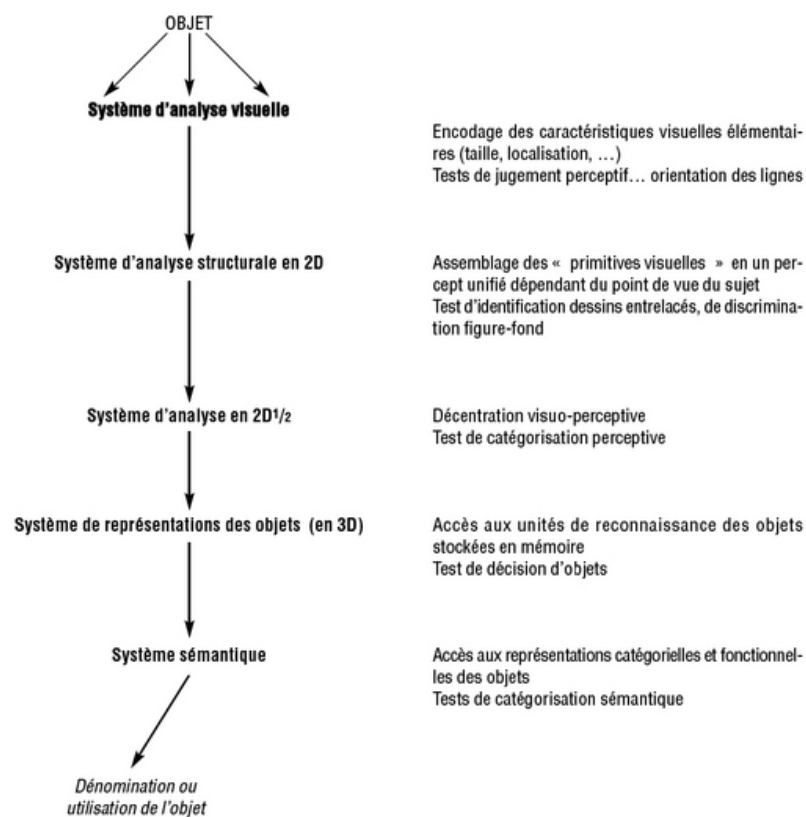 OBJET
Système d'analyse visuelle
Encodage des caractéristiques visuelles élémentai-
res (taille, localisation, …)
Tests de jugement perceptif… orientation des lignes
Système d'analyse structurale en 2D
Assemblage des « primitives visuelles » en un per-
cept unifié dépendant du point de vue du sujet
Test d'identification dessins entrelacés, de discrimina-
tion figure-fond
Système d'analyse en 2D1/2
Décentration visuo-perceptive
Test de catégorisation perceptive
Système de représentations des objets (en 3D)
Accès aux unités de reconnaissance des objets
stockées en mémoire
Test de décision d'objets
Système sémantique
Accès aux représentations catégorielles et fonctionnel-
les des objets
Tests de catégorisation sémantique
Dénomination ou
utilisation de l'objet